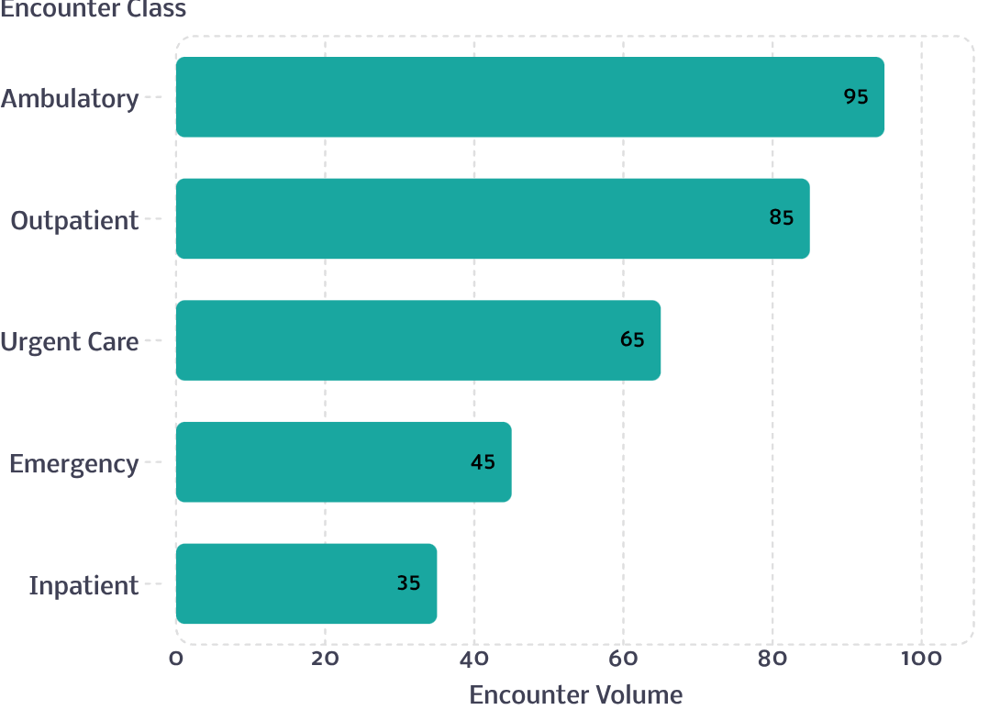 Encounter Class
Ambulatory 95
Outpatient 85
Urgent Care 65
Emergency 45
Inpatient 35
0 20 40 60 80 100
Encounter Volume